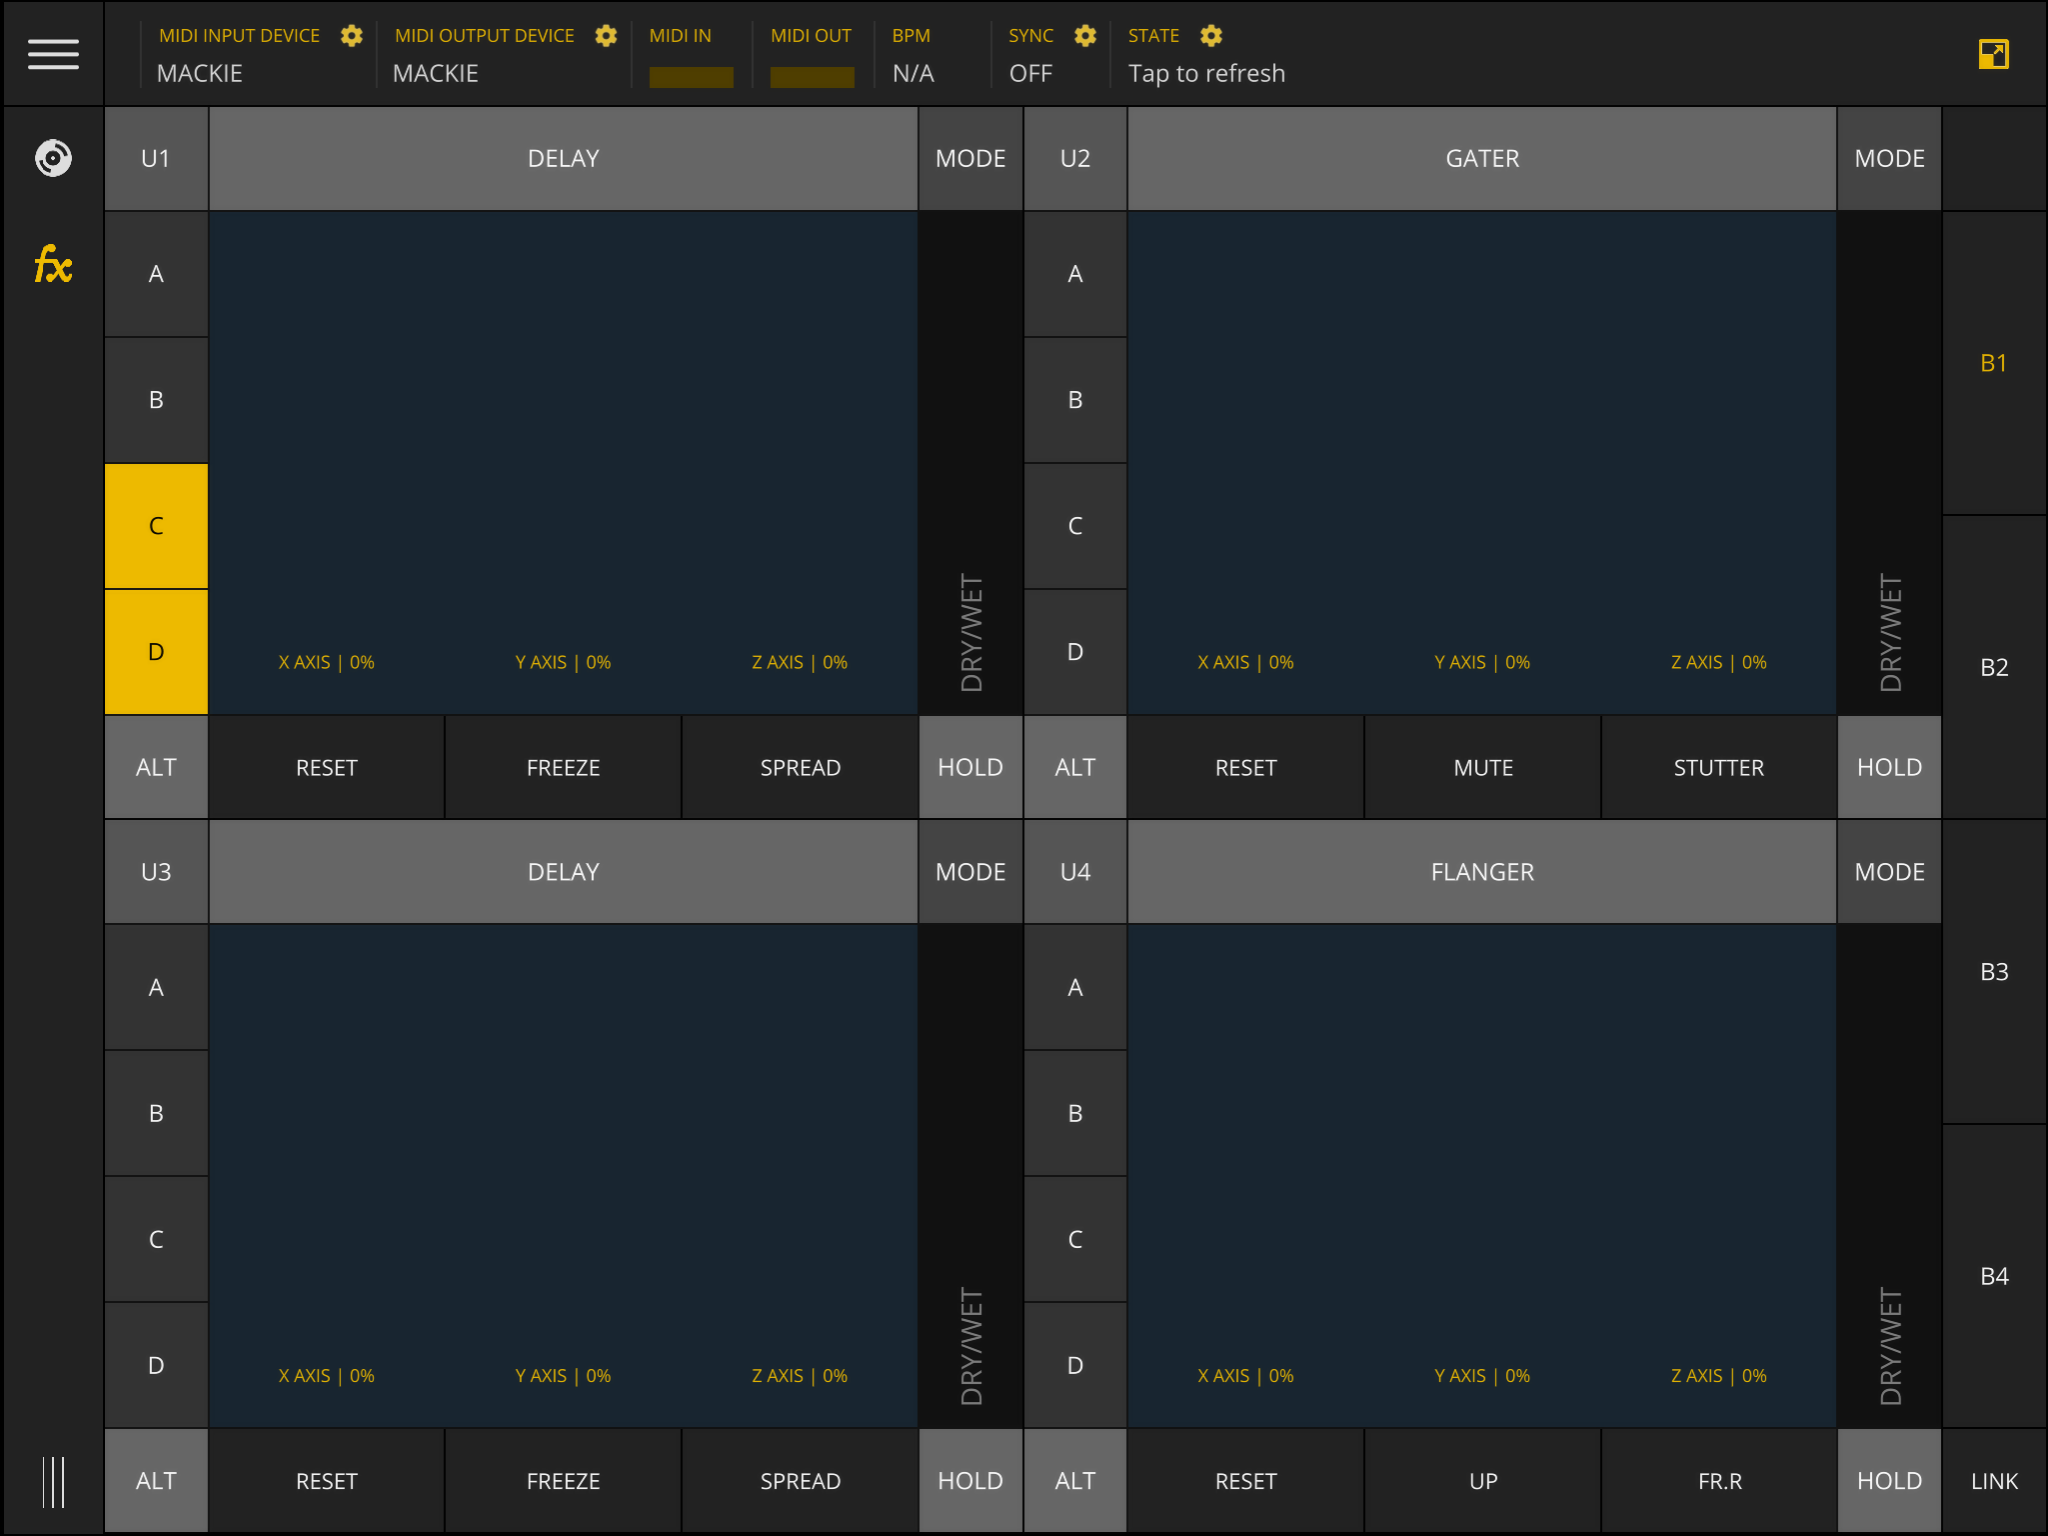 MIDI INPUT DEVICE MIDI OUTPUT DEVICE MIDI IN MIDI OUT BPM SYNC STATE
MACKIE MACKIE N/A OFF Tap to refresh
U1 DELAY MODE U2 GATER MODE
fx
A A
B1
B B
C C
DRY/WET DRY/WET
D X AXIS | 0% Y AXIS | 0% Z AXIS | 0% D X AXIS | 0% Y AXIS | 0% Z AXIS | 0%
B2
ALT RESET FREEZE SPREAD HOLD ALT RESET MUTE STUTTER HOLD
U3 DELAY MODE U4 FLANGER MODE
A A
B3
B B
C C
B4
DRY/WET DRY/WET
D X AXIS | 0% Y AXIS | 0% Z AXIS | 0% D X AXIS | 0% Y AXIS | 0% Z AXIS | 0%
ALT RESET FREEZE SPREAD HOLD ALT RESET UP FR.R HOLD LINK